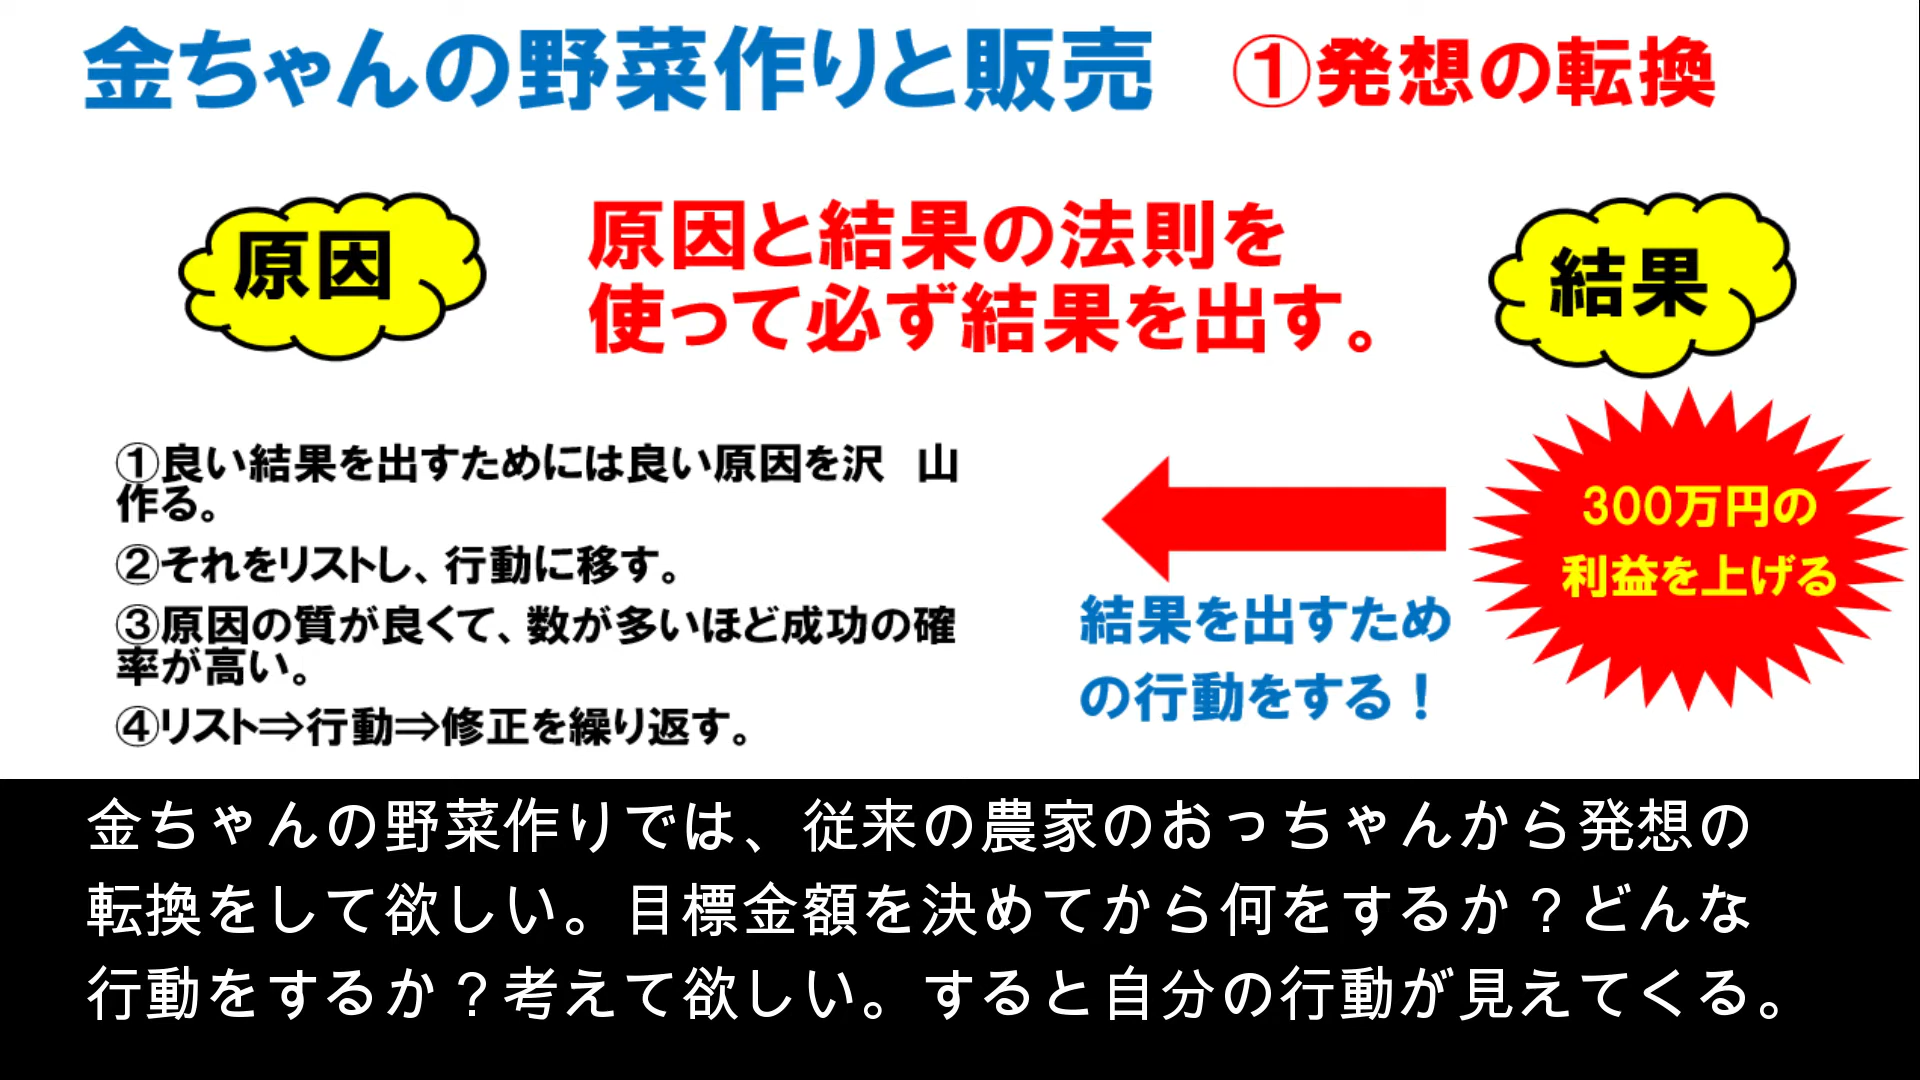 金ちゃんの野菜作りと販売 ①発想の転換
原因
原因と結果の法則を
使って必ず結果を出す。
結果
①良い結果を出すためには良い原因を沢　山
作る。
②それをリストし、行動に移す。
③原因の質が良くて、数が多いほど成功の確
率が高い。
④リスト⇒行動⇒修正を繰り返す。
結果を出すため
の行動をする！
300万円の
利益を上げる
金ちゃんの野菜作りでは、従来の農家のおっちゃんから発想の
転換をして欲しい。目標金額を決めてから何をするか？どんな
行動をするか？考えて欲しい。すると自分の行動が見えてくる。